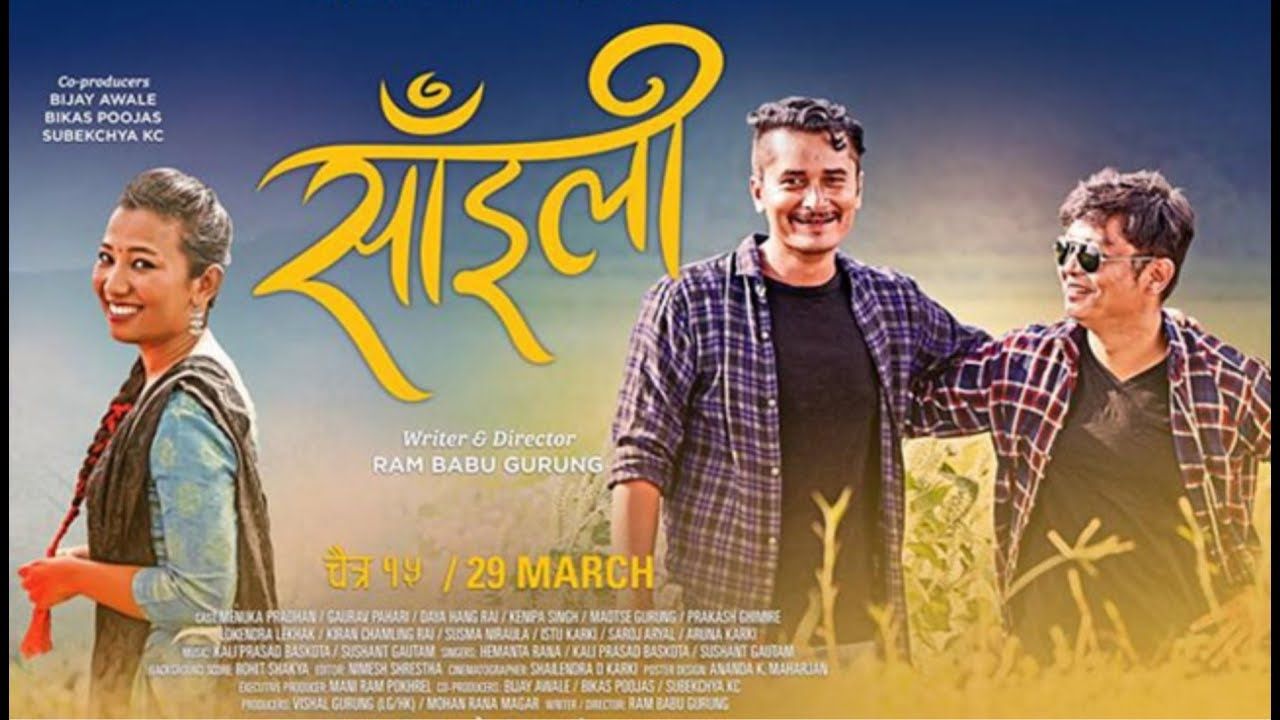 Co-producers
BIJAY AWALE
BIKAS POOJAS
SUBEKCHYA KC
साँइली
Writer & Director
RAM BABU GURUNG
चैत्र १५ / 29 MARCH
CAST MENUKA PRADHAN / GAURAV PAHARI / DAYA HANG RAI / KENIPA SINGH / MAOTSE GURUNG / PRAKASH GHIMIRE
LOKENDRA LEKHAK / KIRAN CHAMLING RAI / SUSMA NIRAULA / ISTU KARKI / SAROJ ARYAL / ARUNA KARKI
MUSIC: KALI PRASAD BASKOTA / SUSHANT GAUTAM SINGERS: HEMANTA RANA / KALI PRASAD BASKOTA / SUSHANT GAUTAM
BACKGROUND SCORE: ROHIT SHAKYA EDITOR: NIMESH SHRESTHA CINEMATOGRAPHER: SHAILENDRA D KARKI POSTER DESIGN: ANANDA K. MAHARJAN
EXECUTIVE PRODUCER: MANI RAM POKHREL CO-PRODUCERS: BIJAY AWALE / BIKAS POOJAS / SUBEKCHYA KC
PRODUCERS: VISHAL GURUNG (LG/HK) / MOHAN RANA MAGAR WRITER / DIRECTOR: RAM BABU GURUNG